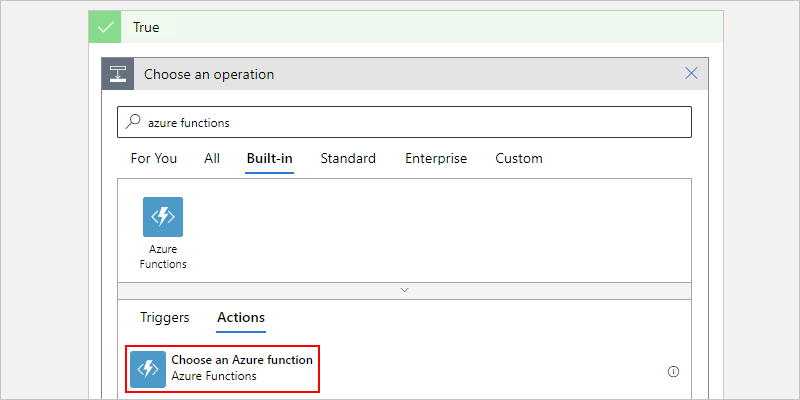 True
Choose an operation
azure functions
For You All Built-in Standard Enterprise Custom
Azure
Functions
Triggers Actions
Choose an Azure function
Azure Functions